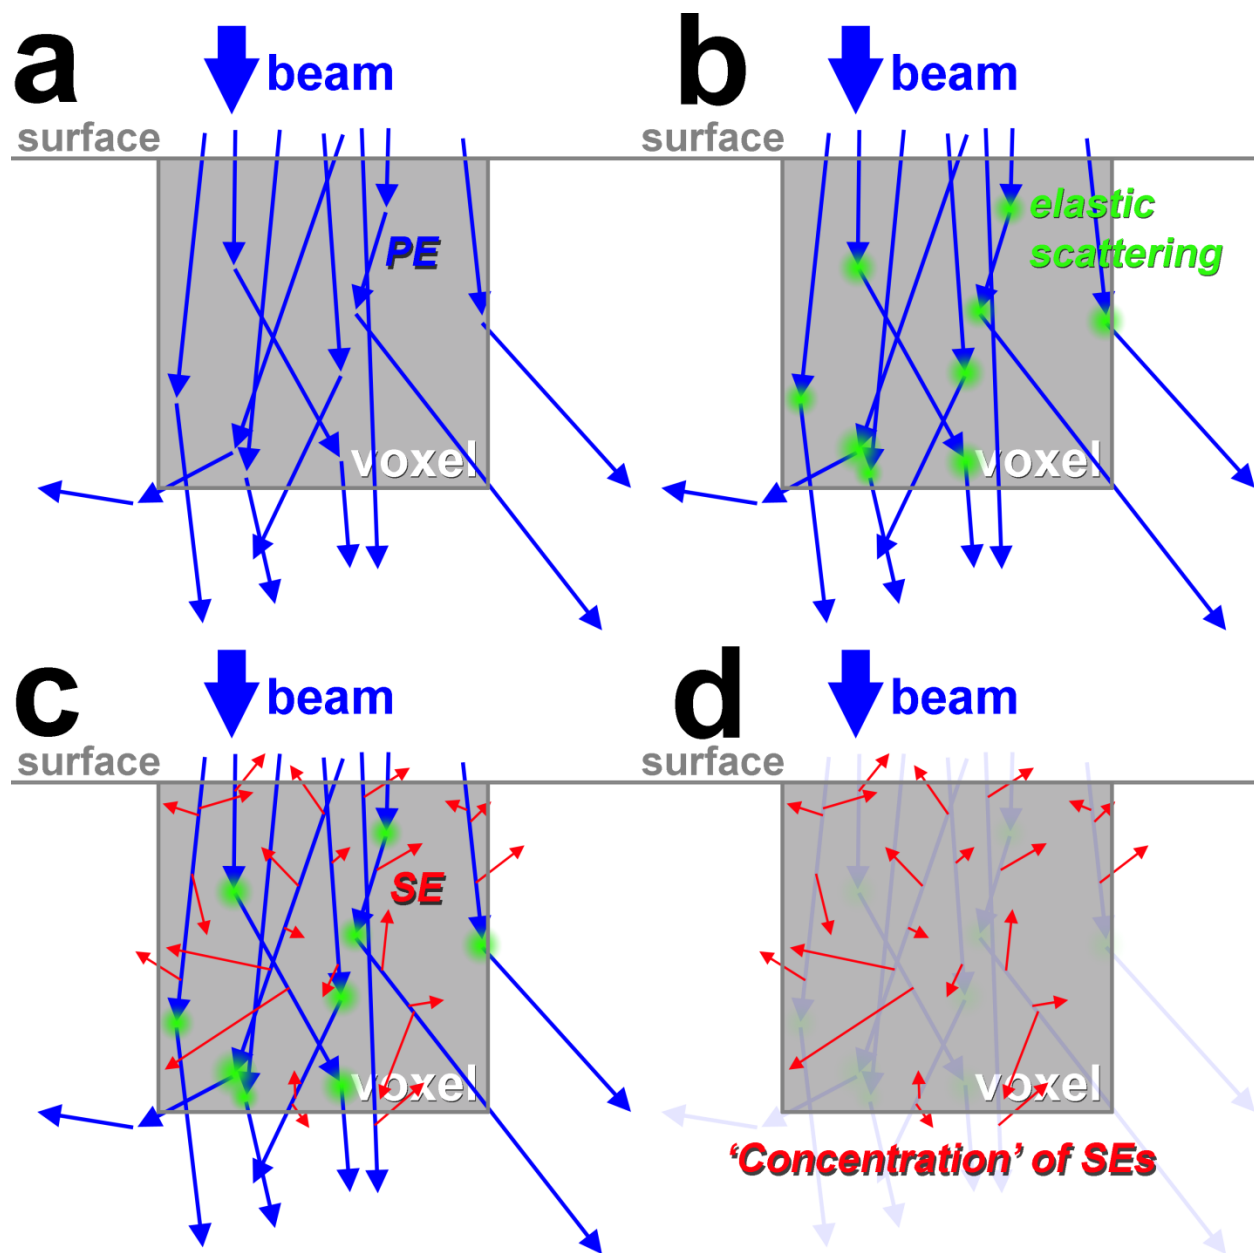 a
beam
surface
PE
voxel
b
beam
surface
elastic
scattering
voxel
c
beam
surface
SE
voxel
d
beam
surface
voxel
‘Concentration’ of SEs